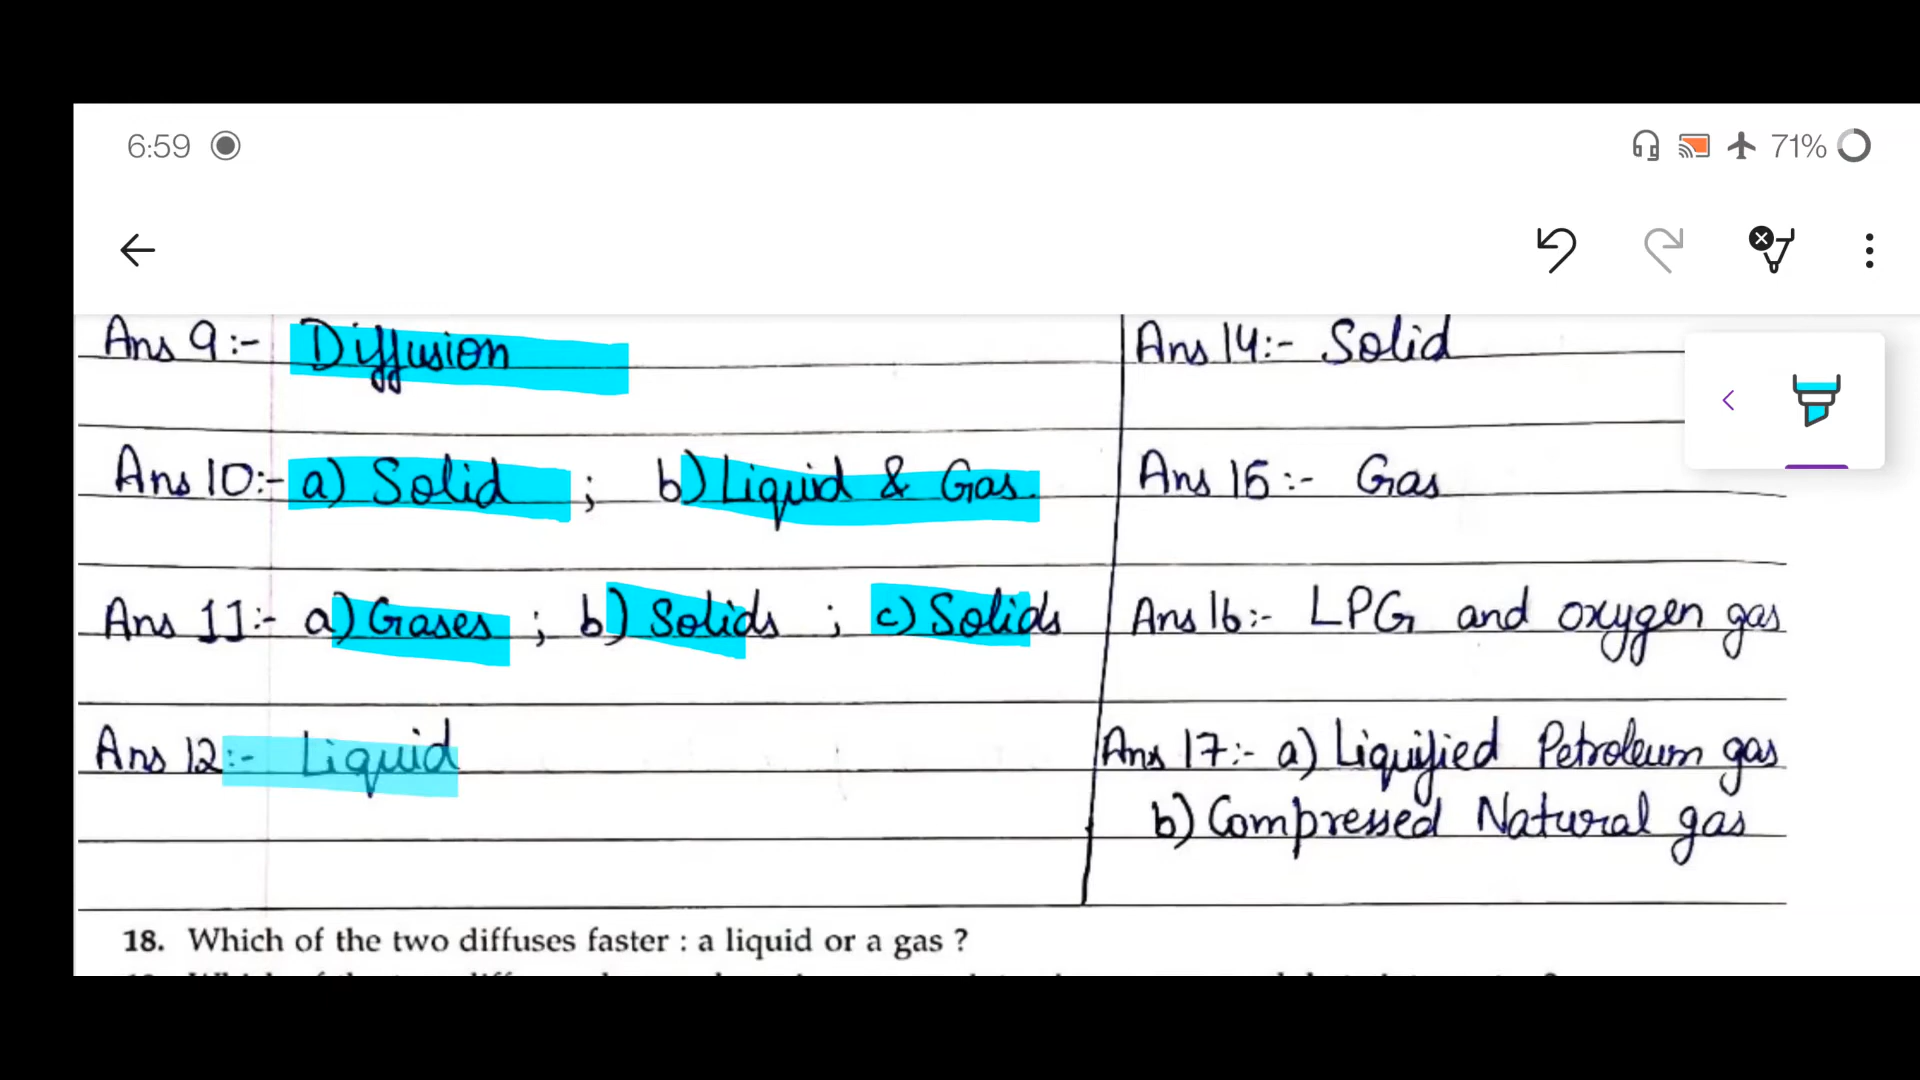 6:59
71%
Ans 9:- Diffusion
Ans 10:- a) Solid ; b) Liquid & Gas.
Ans 11:- a) Gases ; b) Solids ; c) Solids
Ans 12:- Liquid
Ans 14:- Solid
Ans 15:- Gas
Ans 16:- LPG and oxygen gas
Ans 17:- a) Liquified Petroleum gas
b) Compressed Natural gas
18. Which of the two diffuses faster : a liquid or a gas ?